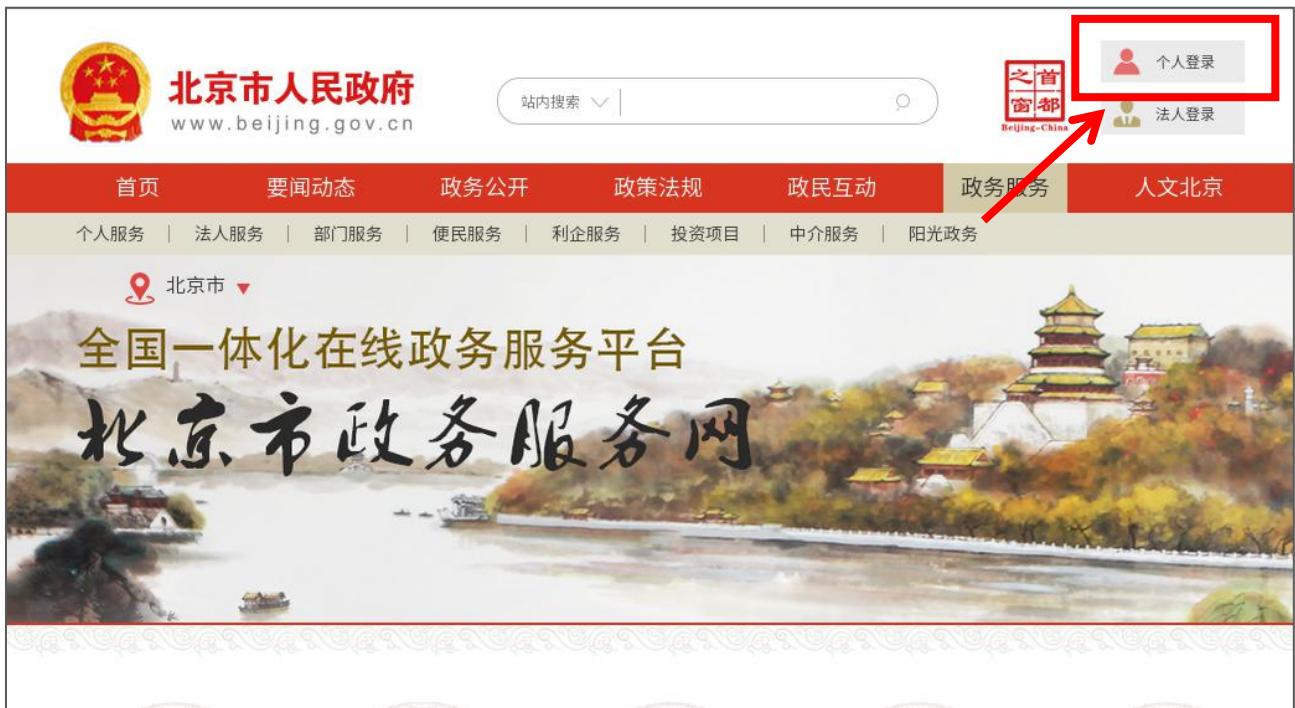 北京市人民政府
www.beijing.gov.cn
站内搜索
首都之窗
Beijing-China
个人登录
法人登录
首页 要闻动态 政务公开 政策法规 政民互动 政务服务 人文北京
个人服务 | 法人服务 | 部门服务 | 便民服务 | 利企服务 | 投资项目 | 中介服务 | 阳光政务
北京市
全国一体化在线政务服务平台
北京市政务服务网